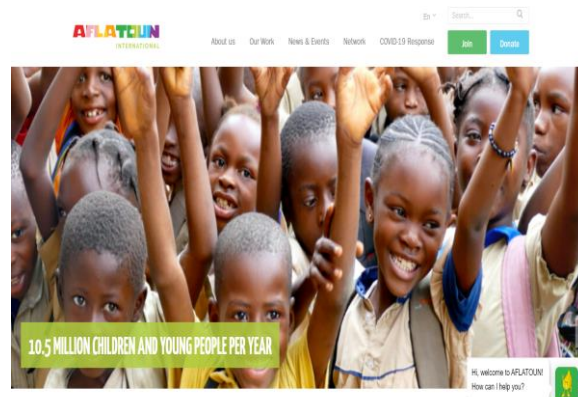 En
Search...
AFLATOUN
INTERNATIONAL
About us Our Work News & Events Network COVID-19 Response
Join Donate
10.5 MILLION CHILDREN AND YOUNG PEOPLE PER YEAR
Hi, welcome to AFLATOUN!
How can I help you?